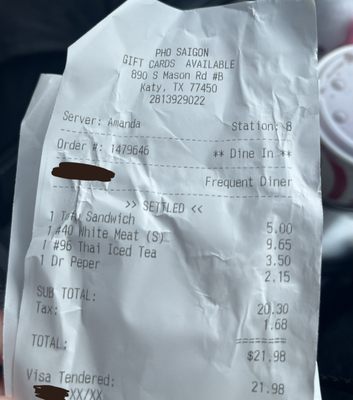 PHO SAIGON
GIFT CARDS AVAILABLE
890 S Mason Rd #B
Katy, TX 77450
2813929022
Server: Amanda Station: 8
Order #: 1479646 ** Dine In **
Frequent Diner
>> SETTLED <<
1 Sandwich 5.00
1 #40 White Meat (S) 9.65
1 #96 Thai Iced Tea 3.50
1 Dr Peper 2.15
SUB TOTAL: 20.30
Tax: 1.68
TOTAL: $21.98
Visa Tendered: 21.98
XX/XX